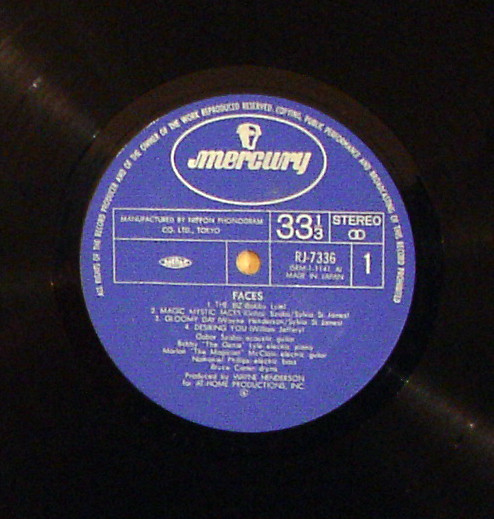 ALL RIGHTS OF THE RECORD PRODUCER AND OF THE OWNER OF THE WORK REPRODUCED RESERVED. COPYING, PUBLIC PERFORMANCE AND BROADCASTING OF THIS RECORD PROHIBITED
mercury
MANUFACTURED BY NIPPON PHONOGRAM
CO. LTD., TOKYO
33 1/3
STEREO
RJ-7336
(SRM-1-1141 A)
MADE IN JAPAN
1
FACES
1. THE BIZ (Bobby Lyle)
2. MAGIC MYSTIC FACES (Gabor Szabo/Sylvia St James)
3. GLOOMY DAY (Wayne Henderson/Sylvia St James)
4. DESIRING YOU (William Jeffery)
Gabor Szabo: acoustic guitar
Bobby "The Genie" Lyle: electric piano
Marlon "The Magician" McClain: electric guitar
Nathaniel Phillips: electric bass
Bruce Carter: drums
Produced by WAYNE HENDERSON
for AT-HOME PRODUCTIONS, INC.
Ⓟ